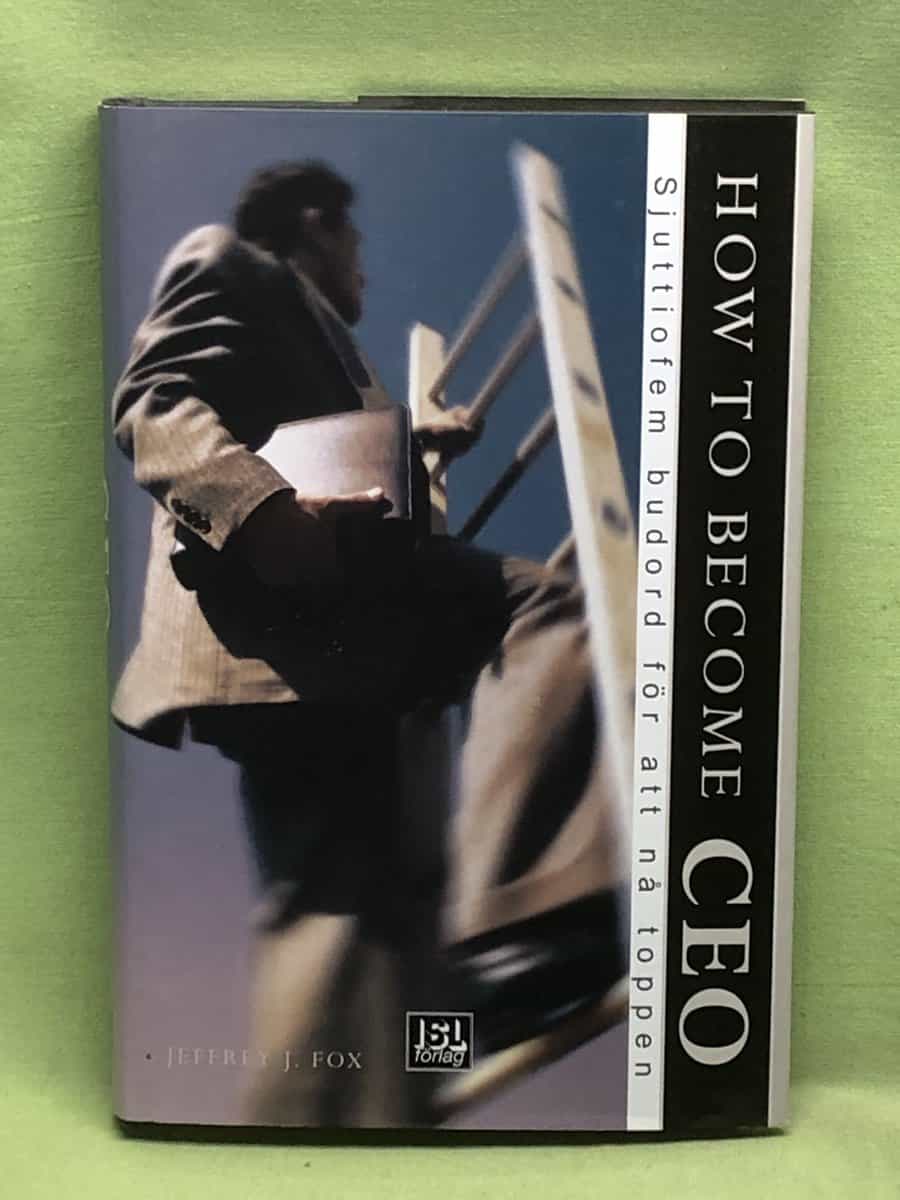 HOW TO BECOME CEO
Sjuttiofem budord för att nå toppen
JEFFREY J. FOX
ISL
förlag